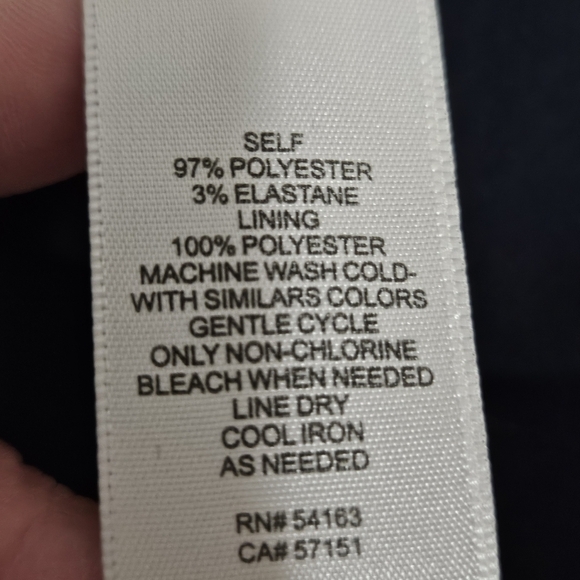 SELF
97% POLYESTER
3% ELASTANE
LINING
100% POLYESTER
MACHINE WASH COLD-
WITH SIMILARS COLORS
GENTLE CYCLE
ONLY NON-CHLORINE
BLEACH WHEN NEEDED
LINE DRY
COOL IRON
AS NEEDED
RN# 54163
CA# 57151